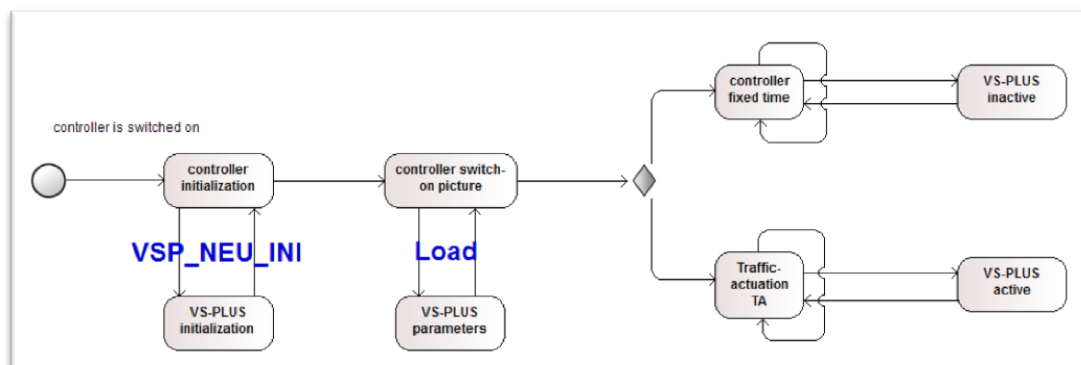 controller is switched on
controller
initialization
controller switch-
on picture
VSP_NEU_INI
Load
VS-PLUS
initialization
VS-PLUS
parameters
controller
fixed time
VS-PLUS
inactive
Traffic-
actuation
TA
VS-PLUS
active